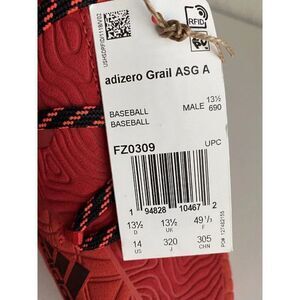 RFID
adizero Grail ASG A
BASEBALL
BASEBALL
MALE
13½
690
FZ0309
UPC
1 94828 10467 2
13½ 13½ 49⅓
D UK F
14 320 305
US J CHN